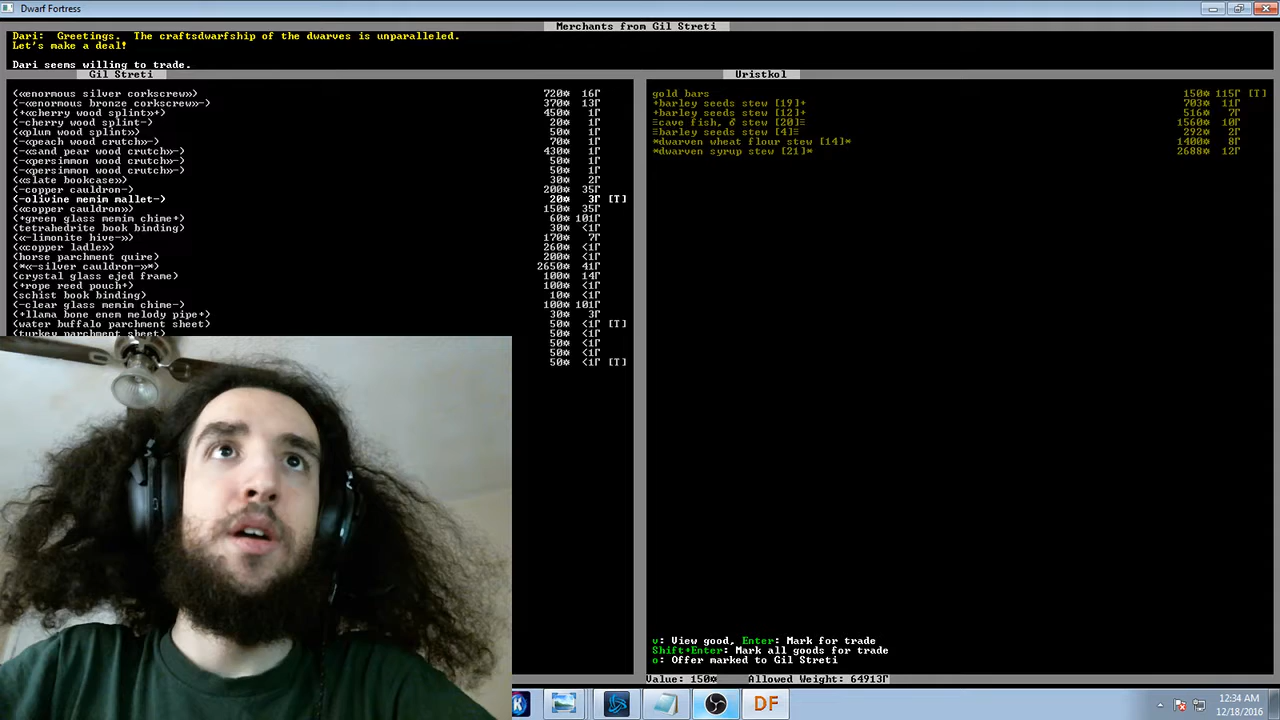 Dwarf Fortress
Merchants from Gil Streti
Dari: Greetings. The craftsdwarfship of the dwarves is unparalleled.
Let's make a deal!
Dari seems willing to trade.
Gil Streti
(«enormous silver corkscrew») 720☼ 16Γ
(-«enormous bronze corkscrew»-) 370☼ 13Γ
(+«cherry wood splint»+) 450☼ 1Γ
(-cherry wood splint-) 20☼ 1Γ
(«plum wood splint») 50☼ 1Γ
(-peach wood crutch-) 70☼ 1Γ
(-«sand pear wood crutch»-) 430☼ 1Γ
(-persimmon wood crutch-) 50☼ 1Γ
(-persimmon wood crutch-) 50☼ 1Γ
(«slate bookcase») 30☼ 2Γ
(-copper cauldron-) 200☼ 35Γ
(-olivine memim mallet-) 20☼ 3Γ [T]
(«copper cauldron») 150☼ 35Γ
(+green glass memim chime+) 60☼ 101Γ
(tetrahedrite book binding) 30☼ <1Γ
(«-limonite hive-») 170☼ 7Γ
(«copper ladle») 260☼ <1Γ
(horse parchment quire) 200☼ <1Γ
(*«-silver cauldron-»*) 2650☼ 41Γ
(crystal glass ejed frame) 100☼ 14Γ
(+rope reed pouch+) 100☼ <1Γ
(schist book binding) 10☼ <1Γ
(-clear glass memim chime-) 100☼ 101Γ
(+llama bone enem melody pipe+) 30☼ 3Γ
(water buffalo parchment sheet) 50☼ <1Γ [T]
(turkey parchment sheet) 50☼ <1Γ
50☼ <1Γ
50☼ <1Γ
50☼ <1Γ [T]
Uristkol
gold bars 150☼ 115Γ [T]
+barley seeds stew [19]+ 703☼ 11Γ
+barley seeds stew [12]+ 516☼ 7Γ
≡cave fish, ♂ stew [20]≡ 1560☼ 10Γ
≡barley seeds stew [4]≡ 292☼ 2Γ
*dwarven wheat flour stew [14]* 1400☼ 8Γ
*dwarven syrup stew [21]* 2688☼ 12Γ
v: View good, Enter: Mark for trade
Shift+Enter: Mark all goods for trade
o: Offer marked to Gil Streti
Value: 150☼ Allowed Weight: 64913Γ
K
DF
12:34 AM
12/18/2016